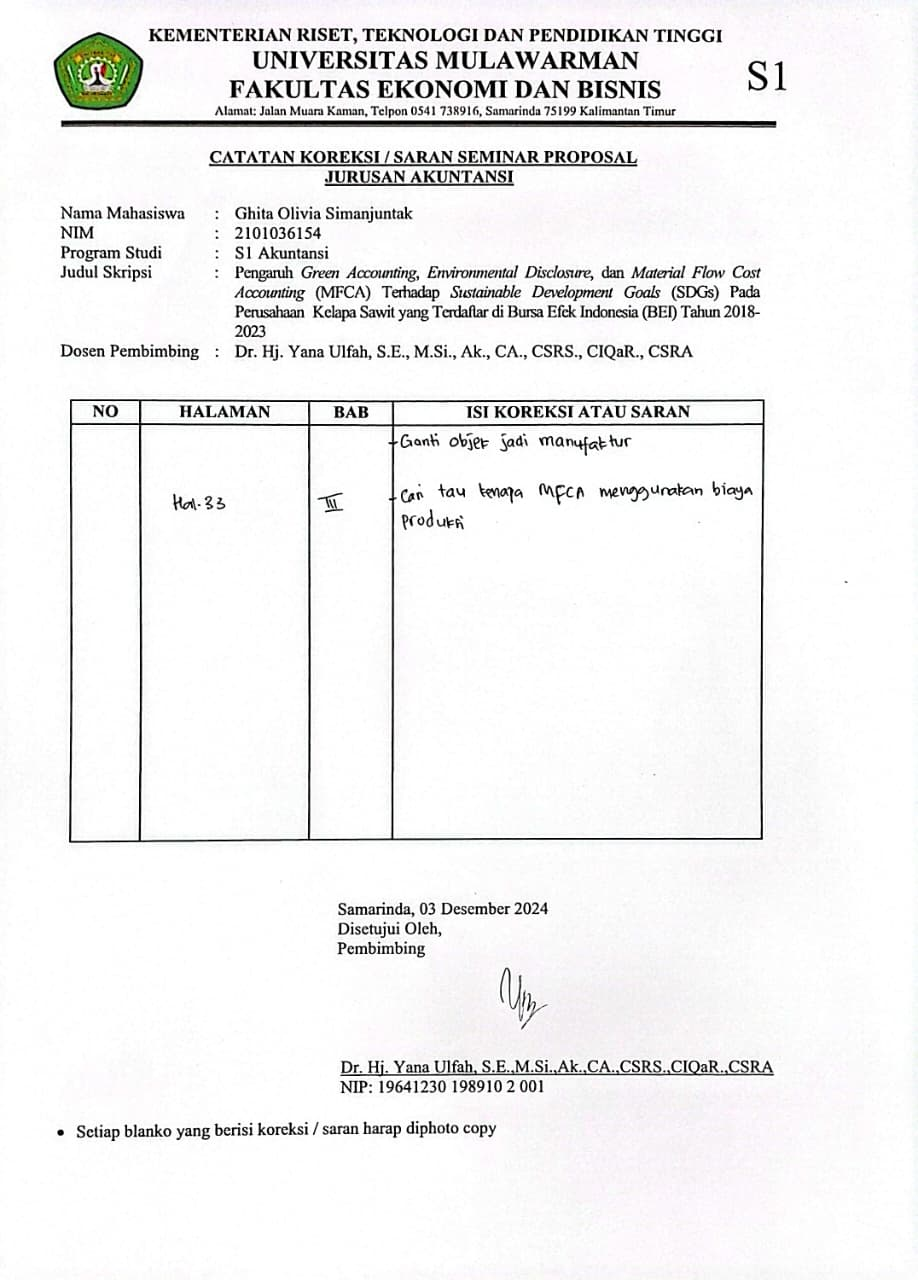 KEMENTERIAN RISET, TEKNOLOGI DAN PENDIDIKAN TINGGI
UNIVERSITAS MULAWARMAN
FAKULTAS EKONOMI DAN BISNIS
Alamat: Jalan Muara Kaman, Telpon 0541 738916, Samarinda 75199 Kalimantan Timur
S1
CATATAN KOREKSI / SARAN SEMINAR PROPOSAL
JURUSAN AKUNTANSI
Nama Mahasiswa : Ghita Olivia Simanjuntak
NIM : 2101036154
Program Studi : S1 Akuntansi
Judul Skripsi : Pengaruh Green Accounting, Environmental Disclosure, dan Material Flow Cost
Accounting (MFCA) Terhadap Sustainable Development Goals (SDGs) Pada
Perusahaan Kelapa Sawit yang Terdaftar di Bursa Efek Indonesia (BEI) Tahun 2018-
2023
Dosen Pembimbing : Dr. Hj. Yana Ulfah, S.E., M.Si., Ak., CA., CSRS., CIQaR., CSRA
NO HALAMAN BAB ISI KOREKSI ATAU SARAN
- Ganti objek jadi manufaktur
Hal. 33 III - Cari tau kenapa MFCA menggunakan biaya
produksi
Samarinda, 03 Desember 2024
Disetujui Oleh,
Pembimbing
Dr. Hj. Yana Ulfah, S.E.,M.Si.,Ak.,CA.,CSRS.,CIQaR.,CSRA
NIP: 19641230 198910 2 001
• Setiap blanko yang berisi koreksi / saran harap diphoto copy